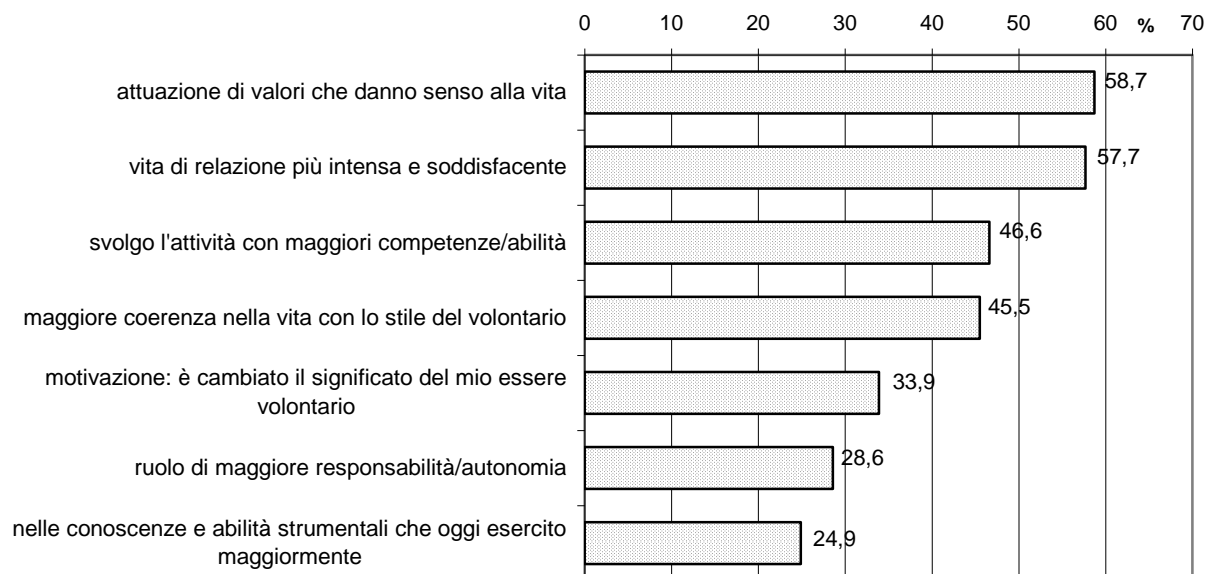 0 10 20 30 40 50 60 % 70
attuazione di valori che danno senso alla vita 58,7
vita di relazione più intensa e soddisfacente 57,7
svolgo l'attività con maggiori competenze/abilità 46,6
maggiore coerenza nella vita con lo stile del volontario 45,5
motivazione: è cambiato il significato del mio essere
volontario 33,9
ruolo di maggiore responsabilità/autonomia 28,6
nelle conoscenze e abilità strumentali che oggi esercito
maggiormente 24,9